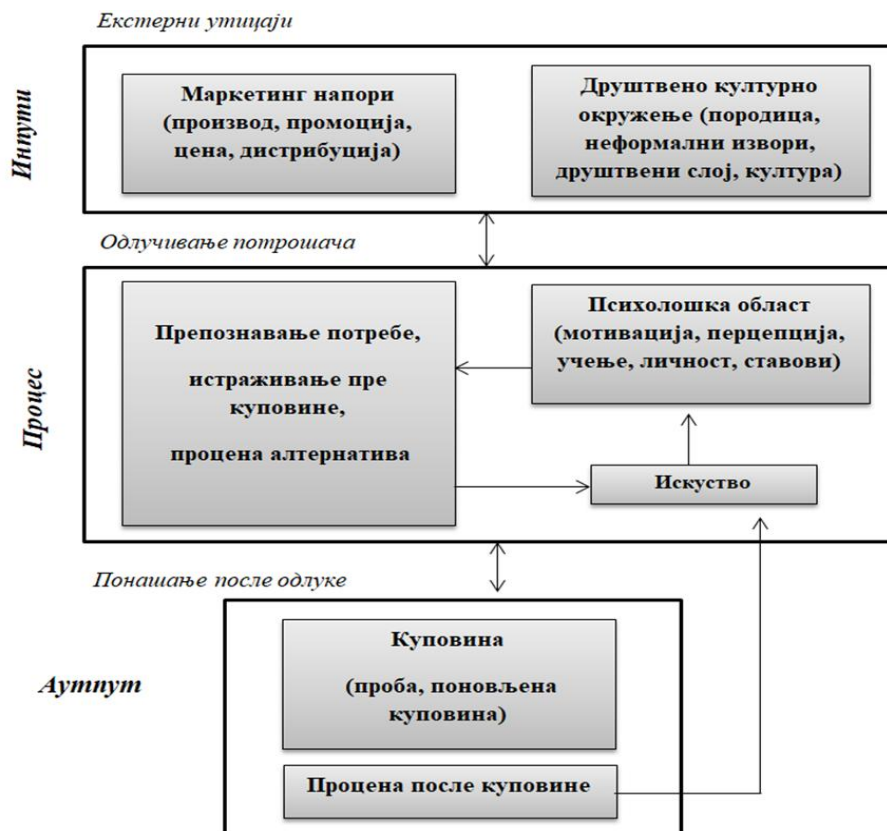 Екстерни утицаји
Инпути
Маркетинг напори
(производ, промоција,
цена, дистрибуција)
Друштвено културно
окружење (породица,
неформални извори,
друштвени слој, култура)
Одлучивање потрошача
Процес
Препознавање потребе,
истраживање пре
куповине,
процена алтернатива
Психолошка област
(мотивација, перцепција,
учење, личност, ставови)
Искуство
Понашање после одлуке
Аутпут
Куповина
(проба, поновљена
куповина)
Процена после куповине